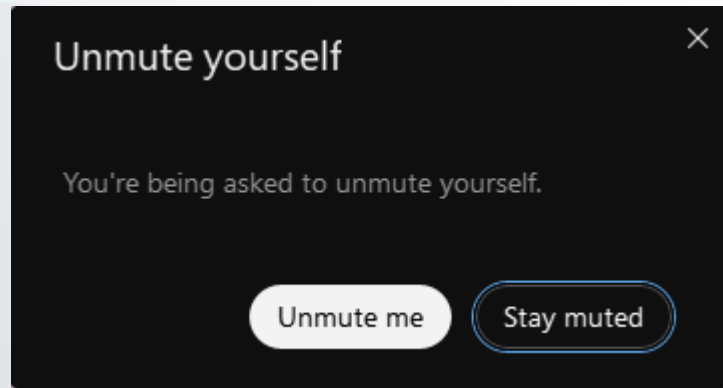 Unmute yourself
You're being asked to unmute yourself.
Unmute me
Stay muted